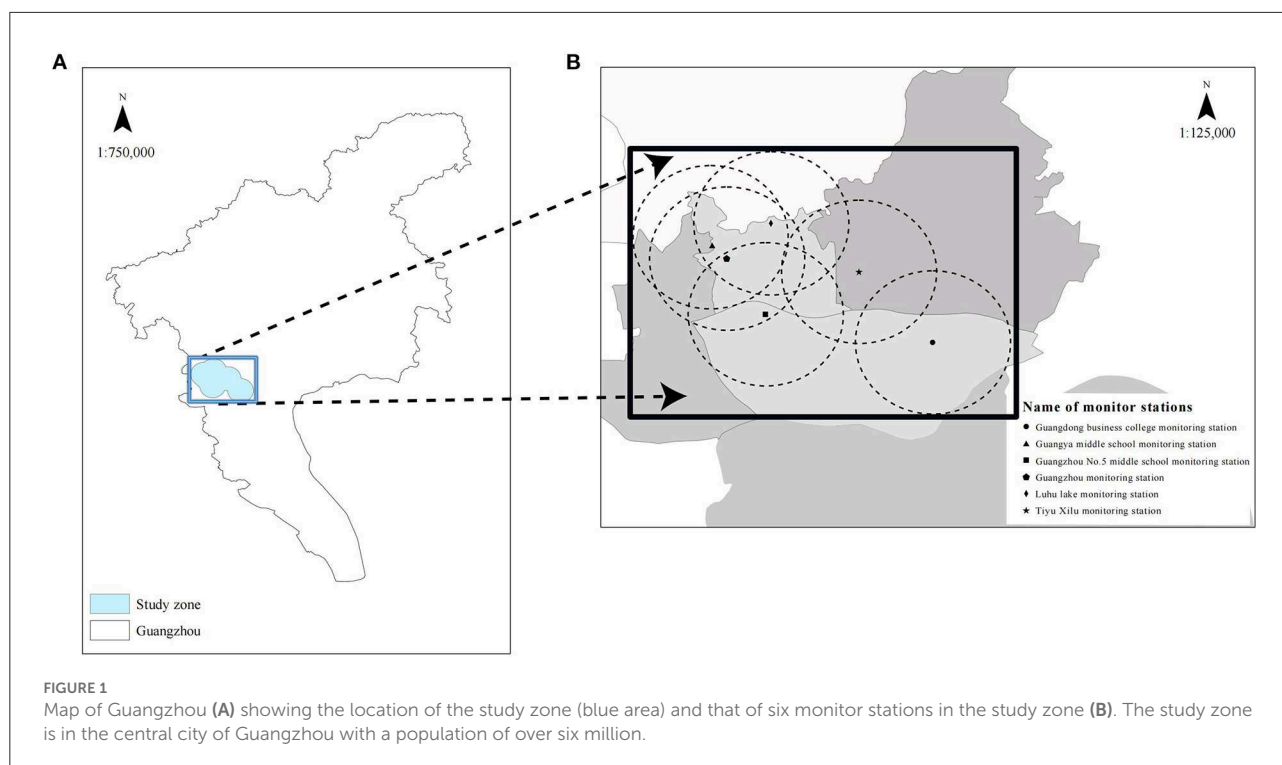 A
N
1:750,000
Study zone
Guangzhou
B
N
1:125,000
Name of monitor stations
Guangdong business college monitoring station
Guangya middle school monitoring station
Guangzhou No.5 middle school monitoring station
Guangzhou monitoring station
Luhu lake monitoring station
Tiyu Xilu monitoring station
FIGURE 1
Map of Guangzhou (A) showing the location of the study zone (blue area) and that of six monitor stations in the study zone (B). The study zone
is in the central city of Guangzhou with a population of over six million.